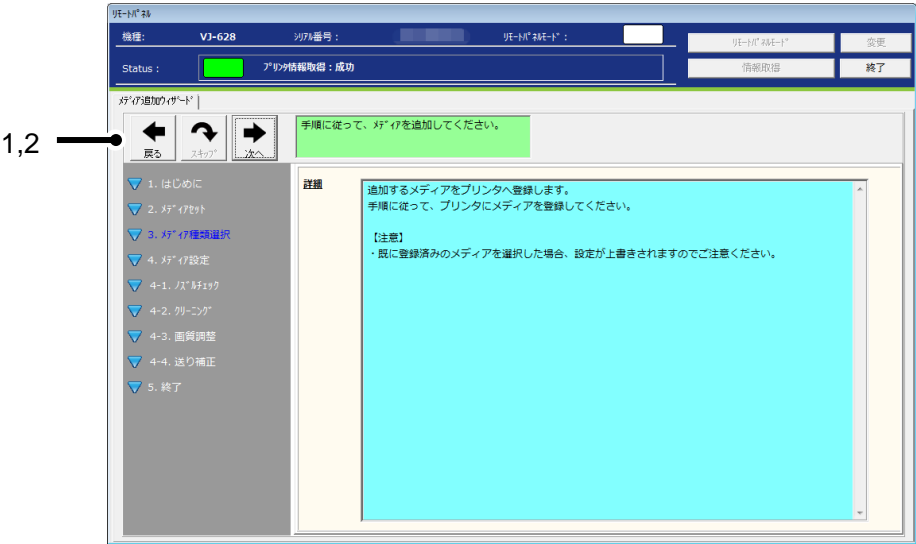 ﾘﾓｰﾄﾊﾟﾈﾙ
機種: VJ-628 ｼﾘｱﾙ番号: ﾘﾓｰﾄﾊﾟﾈﾙﾓｰﾄﾞ:
ﾘﾓｰﾄﾊﾟﾈﾙﾓｰﾄﾞ 変更
Status: ﾌﾟﾘﾝﾀ情報取得:成功
情報取得 終了
ﾒﾃﾞｨｱ追加ｳｨｻﾞｰﾄﾞ
1,2
戻る ｽｷｯﾌﾟ 次へ
手順に従って、ﾒﾃﾞｨｱを追加してください。
1. はじめに
2. ﾒﾃﾞｨｱｾｯﾄ
3. ﾒﾃﾞｨｱ種類選択
4. ﾒﾃﾞｨｱ設定
4-1. ﾉｽﾞﾙﾁｪｯｸ
4-2. ｸﾘｰﾆﾝｸﾞ
4-3. 画質調整
4-4. 送り補正
5. 終了
詳細
追加するメディアをプリンタへ登録します。
手順に従って、プリンタにメディアを登録してください。
【注意】
・既に登録済みのメディアを選択した場合、設定が上書きされますのでご注意ください。